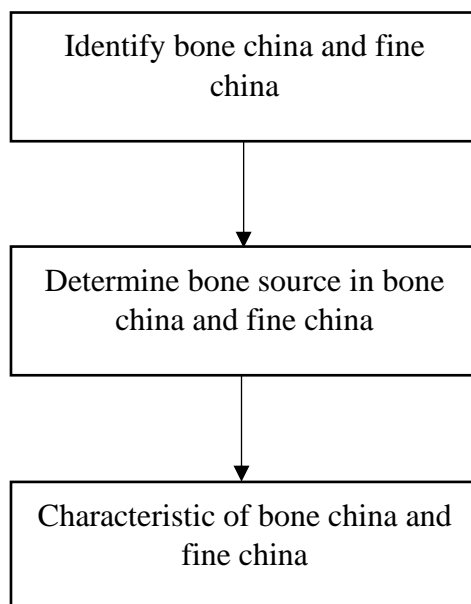 Identify bone china and fine
china
Determine bone source in bone
china and fine china
Characteristic of bone china and
fine china